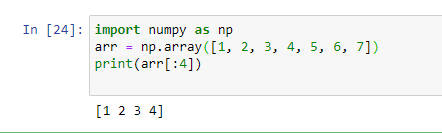 In [24]: import numpy as np
arr = np.array([1, 2, 3, 4, 5, 6, 7])
print(arr[:4])
[1 2 3 4]